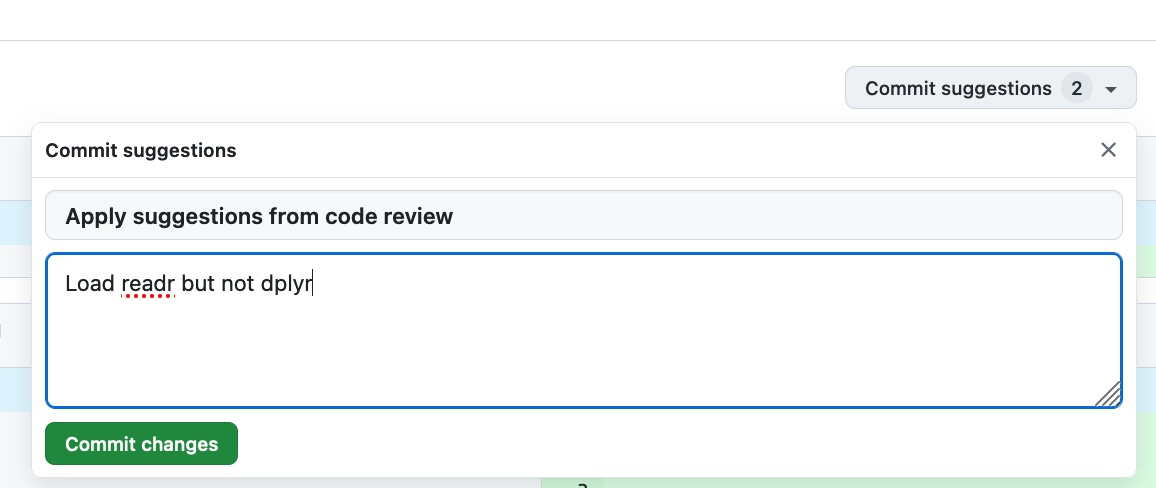 Commit suggestions 2
Commit suggestions
Apply suggestions from code review
Load readr but not dplyr
Commit changes